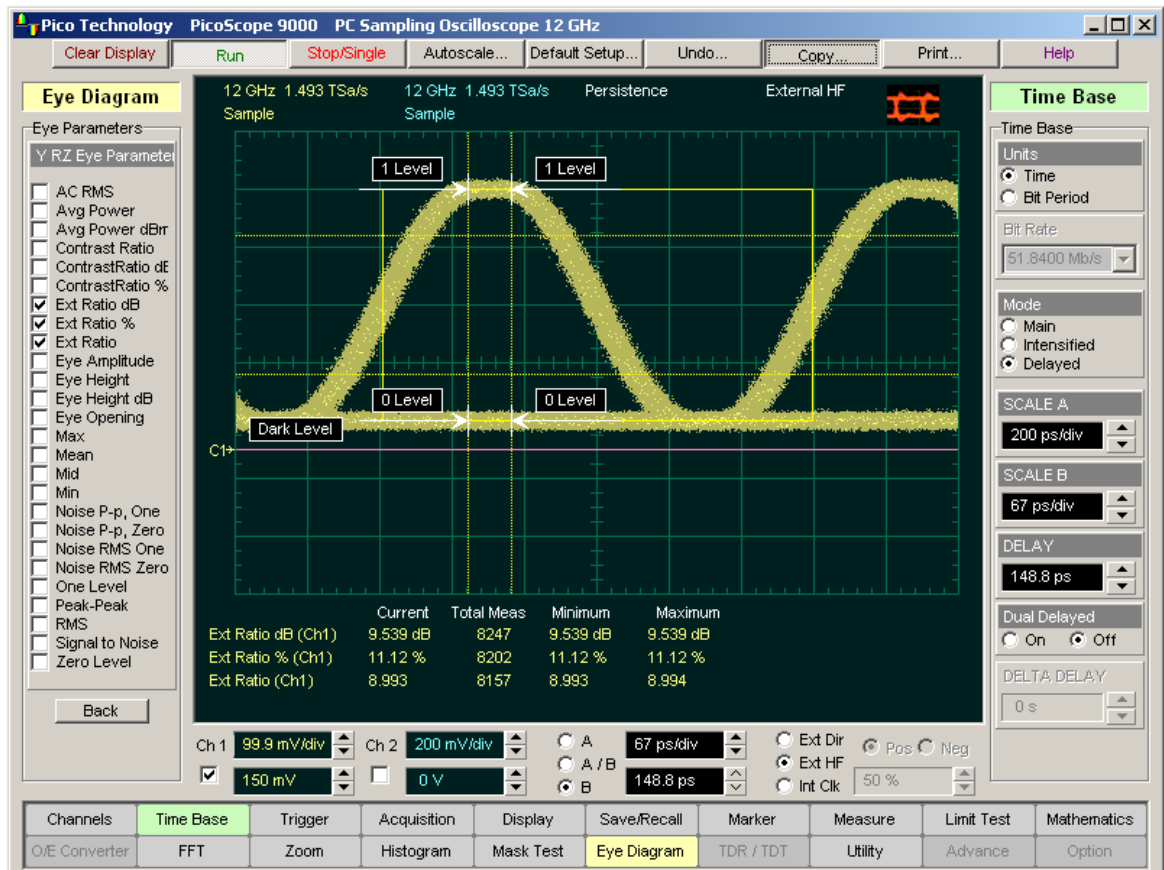 Pico Technology PicoScope 9000 PC Sampling Oscilloscope 12 GHz
Clear Display Run Stop/Single Autoscale... Default Setup... Undo... Copy... Print... Help
Eye Diagram
Eye Parameters
Y RZ Eye Parameter
AC RMS
Avg Power
Avg Power dBm
Contrast Ratio
ContrastRatio dE
ContrastRatio %
Ext Ratio dB
Ext Ratio %
Ext Ratio
Eye Amplitude
Eye Height
Eye Height dB
Eye Opening
Max
Mean
Mid
Min
Noise P-p, One
Noise P-p, Zero
Noise RMS One
Noise RMS Zero
One Level
Peak-Peak
RMS
Signal to Noise
Zero Level
Back
12 GHz 1.493 TSa/s 12 GHz 1.493 TSa/s Persistence External HF
Sample Sample
1 Level 1 Level
0 Level 0 Level
Dark Level
C1
Current Total Meas Minimum Maximum
Ext Ratio dB (Ch1) 9.539 dB 8247 9.539 dB 9.539 dB
Ext Ratio % (Ch1) 11.12 % 8202 11.12 % 11.12 %
Ext Ratio (Ch1) 8.993 8157 8.993 8.994
Time Base
Time Base
Units
Time
Bit Period
Bit Rate
51.8400 Mb/s
Mode
Main
Intensified
Delayed
SCALE A
200 ps/div
SCALE B
67 ps/div
DELAY
148.8 ps
Dual Delayed
On Off
DELTA DELAY
0 s
Ch 1 99.9 mV/div Ch 2 200 mV/div A 67 ps/div Ext Dir Pos Neg
A / B Ext HF
150 mV 0 V B 148.8 ps Int Clk 50 %
Channels Time Base Trigger Acquisition Display Save/Recall Marker Measure Limit Test Mathematics
O/E Converter FFT Zoom Histogram Mask Test Eye Diagram TDR / TDT Utility Advance Option